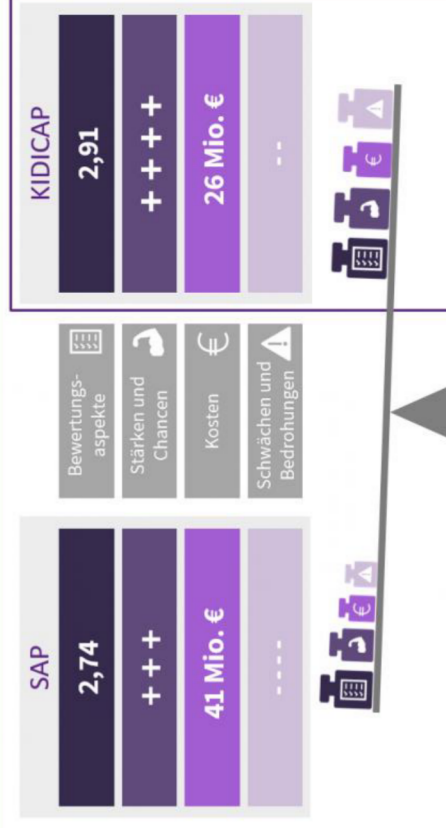 SAP
2,74
+ + +
41 Mio. €
- - - -
Bewertungs-
aspekte
Stärken und
Chancen
Kosten
€
Schwächen und
Bedrohungen
KIDICAP
2,91
+ + + +
26 Mio. €
- -
€
€